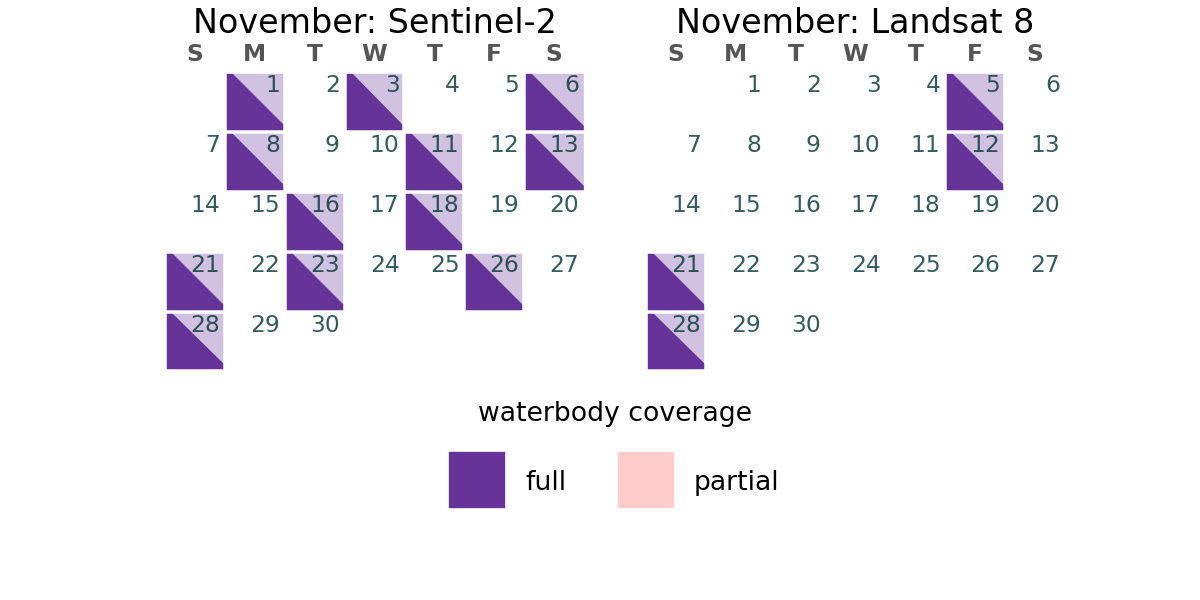 November: Sentinel-2
S M T W T F S
1 2 3 4 5 6
7 8 9 10 11 12 13
14 15 16 17 18 19 20
21 22 23 24 25 26 27
28 29 30
November: Landsat 8
S M T W T F S
1 2 3 4 5 6
7 8 9 10 11 12 13
14 15 16 17 18 19 20
21 22 23 24 25 26 27
28 29 30
waterbody coverage
full partial